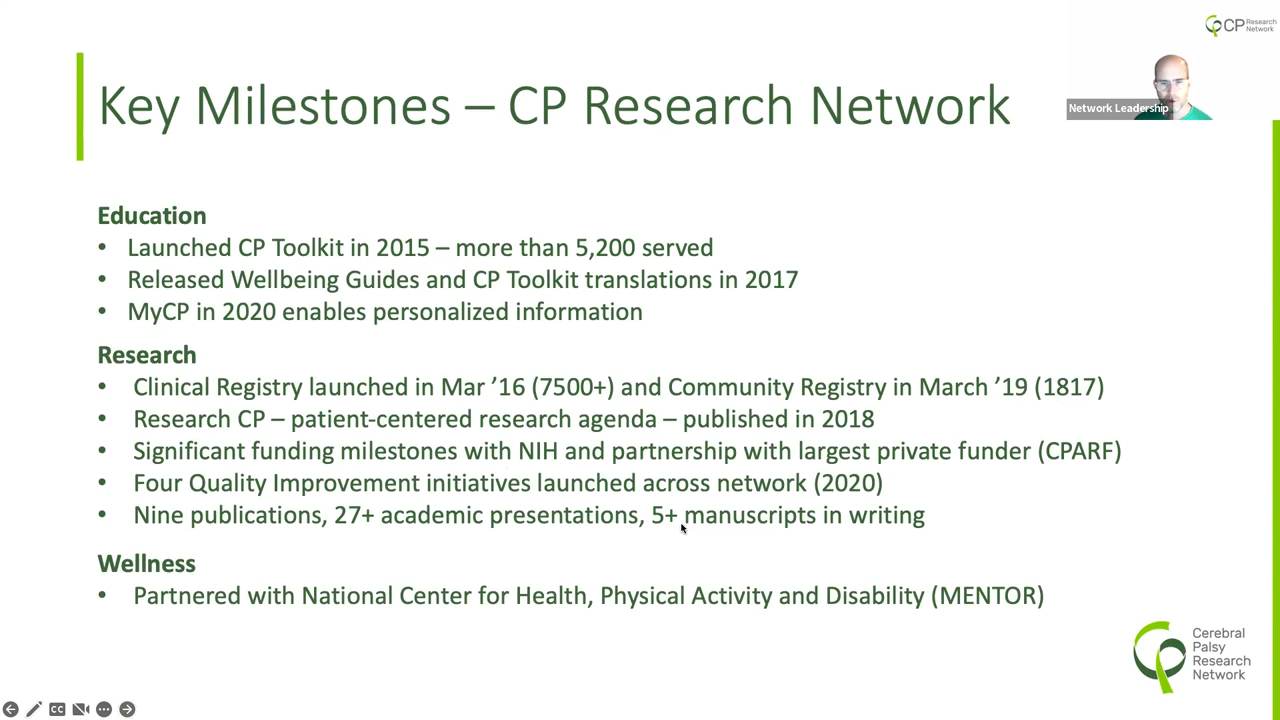 CP Research Network
Key Milestones – CP Research Network
Network Leadership
Education
• Launched CP Toolkit in 2015 – more than 5,200 served
• Released Wellbeing Guides and CP Toolkit translations in 2017
• MyCP in 2020 enables personalized information
Research
• Clinical Registry launched in Mar ’16 (7500+) and Community Registry in March ’19 (1817)
• Research CP – patient-centered research agenda – published in 2018
• Significant funding milestones with NIH and partnership with largest private funder (CPARF)
• Four Quality Improvement initiatives launched across network (2020)
• Nine publications, 27+ academic presentations, 5+ manuscripts in writing
Wellness
• Partnered with National Center for Health, Physical Activity and Disability (MENTOR)
Cerebral
Palsy
Research
Network
CC